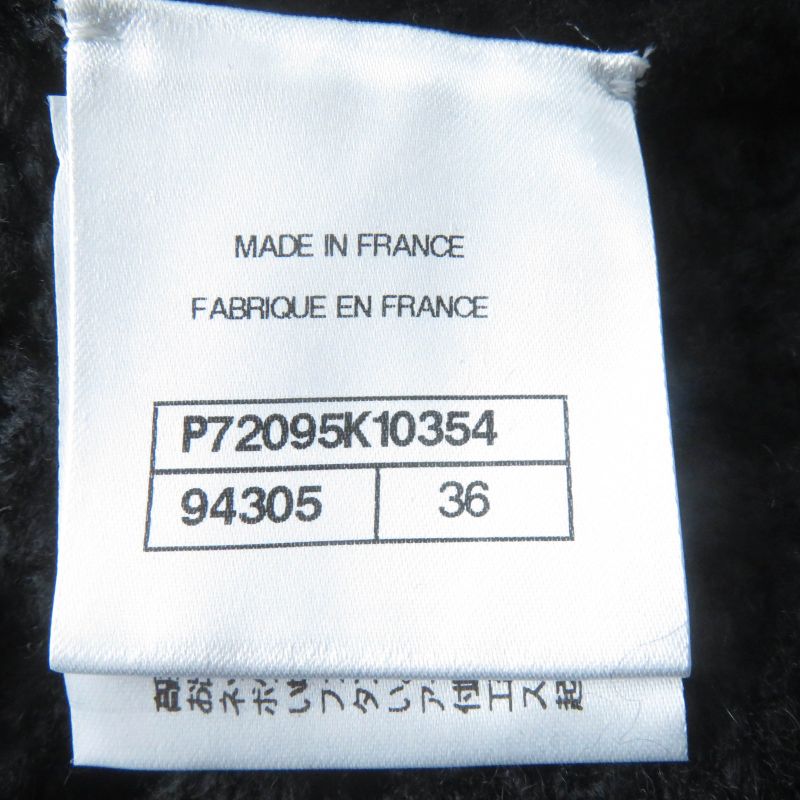 MADE IN FRANCE
FABRIQUE EN FRANCE
P72095K10354
94305 36